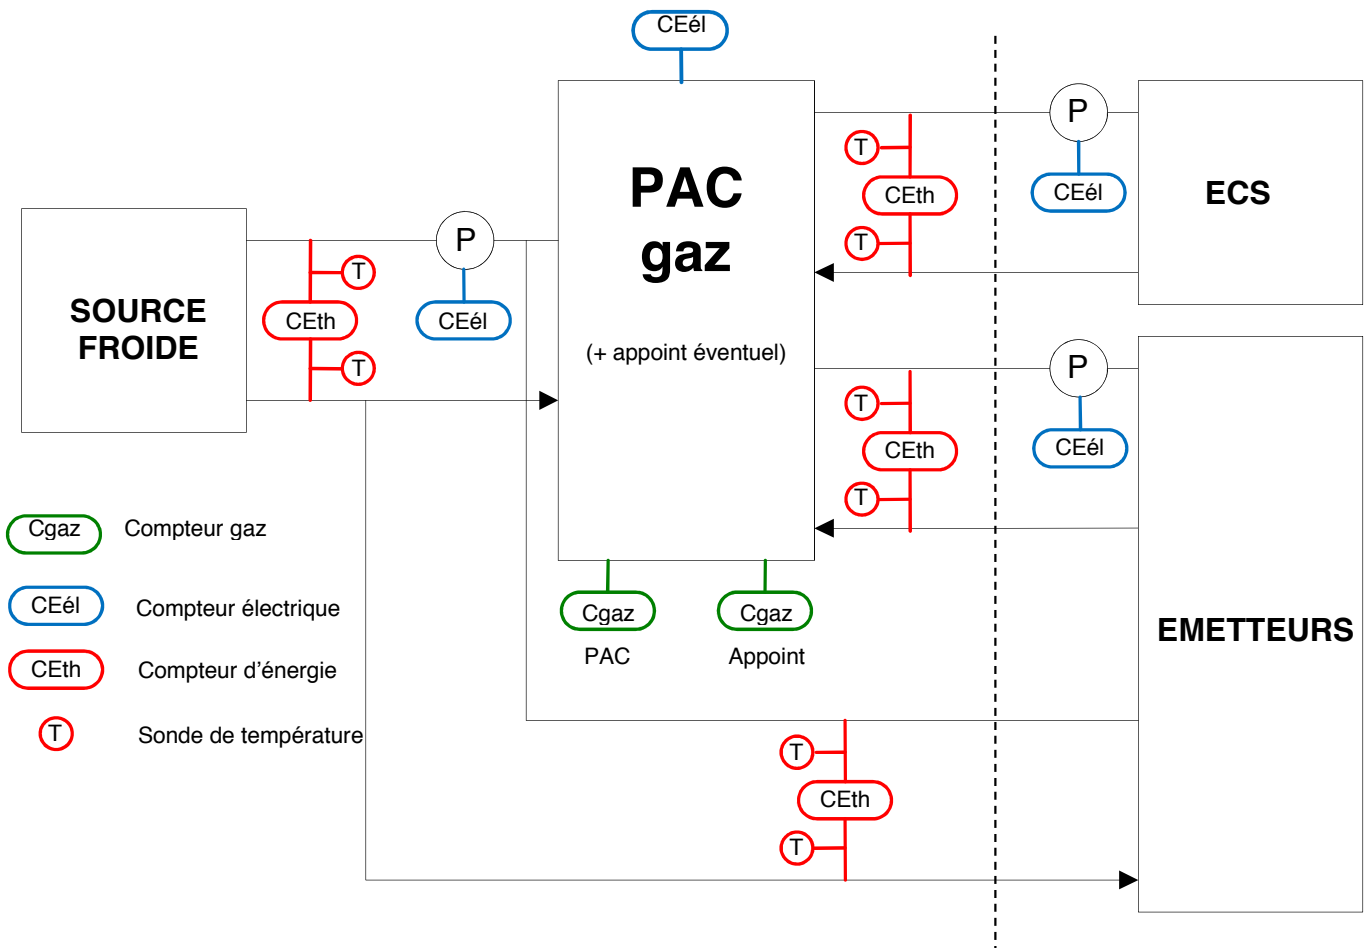 CEél
PAC
gaz
(+ appoint éventuel)
P
T
CEth
T
CEél
ECS
SOURCE
FROIDE
T
CEth
T
P
CEél
T
CEth
T
P
CEél
EMETTEURS
Cgaz
PAC
Cgaz
Appoint
T
CEth
T
Cgaz Compteur gaz
CEél Compteur électrique
CEth Compteur d'énergie
T Sonde de température